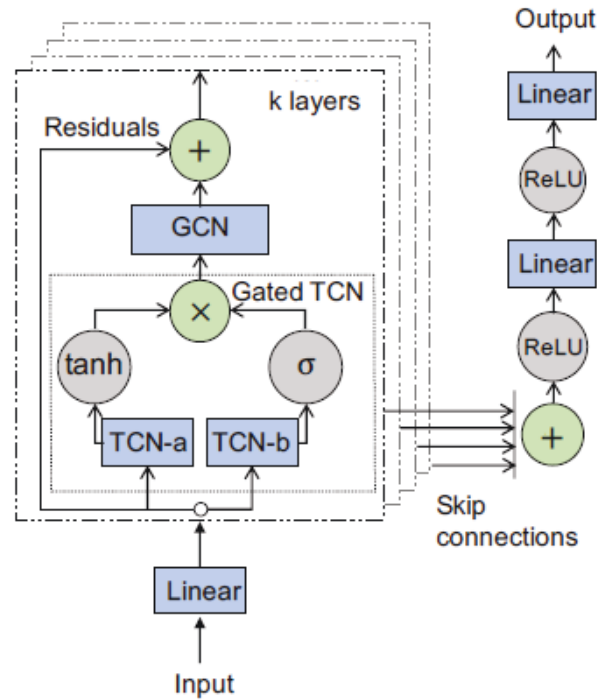 Output
Linear
ReLU
Linear
ReLU
+
Skip
connections
k layers
Residuals
+
GCN
Gated TCN
×
tanh
σ
TCN-a
TCN-b
Linear
Input